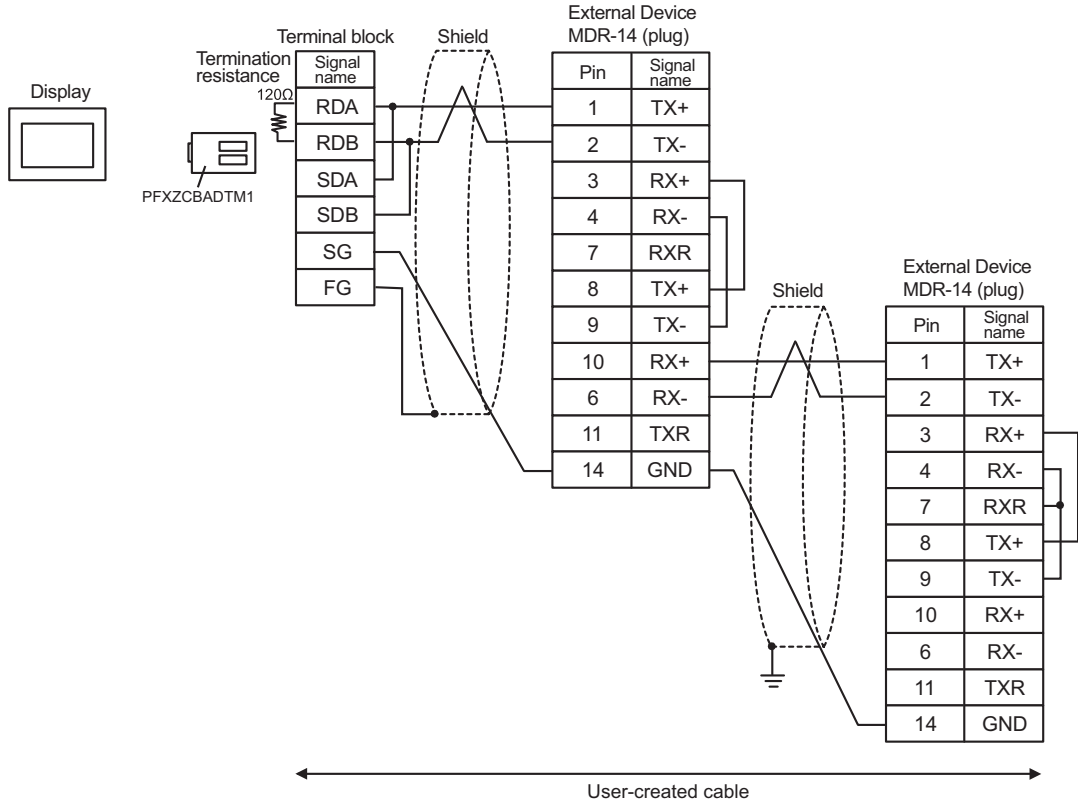 Display
PFXZCBADTM1
Termination
resistance
120Ω
Terminal block
Signal
name
RDA
RDB
SDA
SDB
SG
FG
Shield
External Device
MDR-14 (plug)
Pin Signal
name
1 TX+
2 TX-
3 RX+
4 RX-
7 RXR
8 TX+
9 TX-
10 RX+
6 RX-
11 TXR
14 GND
Shield
External Device
MDR-14 (plug)
Pin Signal
name
1 TX+
2 TX-
3 RX+
4 RX-
7 RXR
8 TX+
9 TX-
10 RX+
6 RX-
11 TXR
14 GND
User-created cable